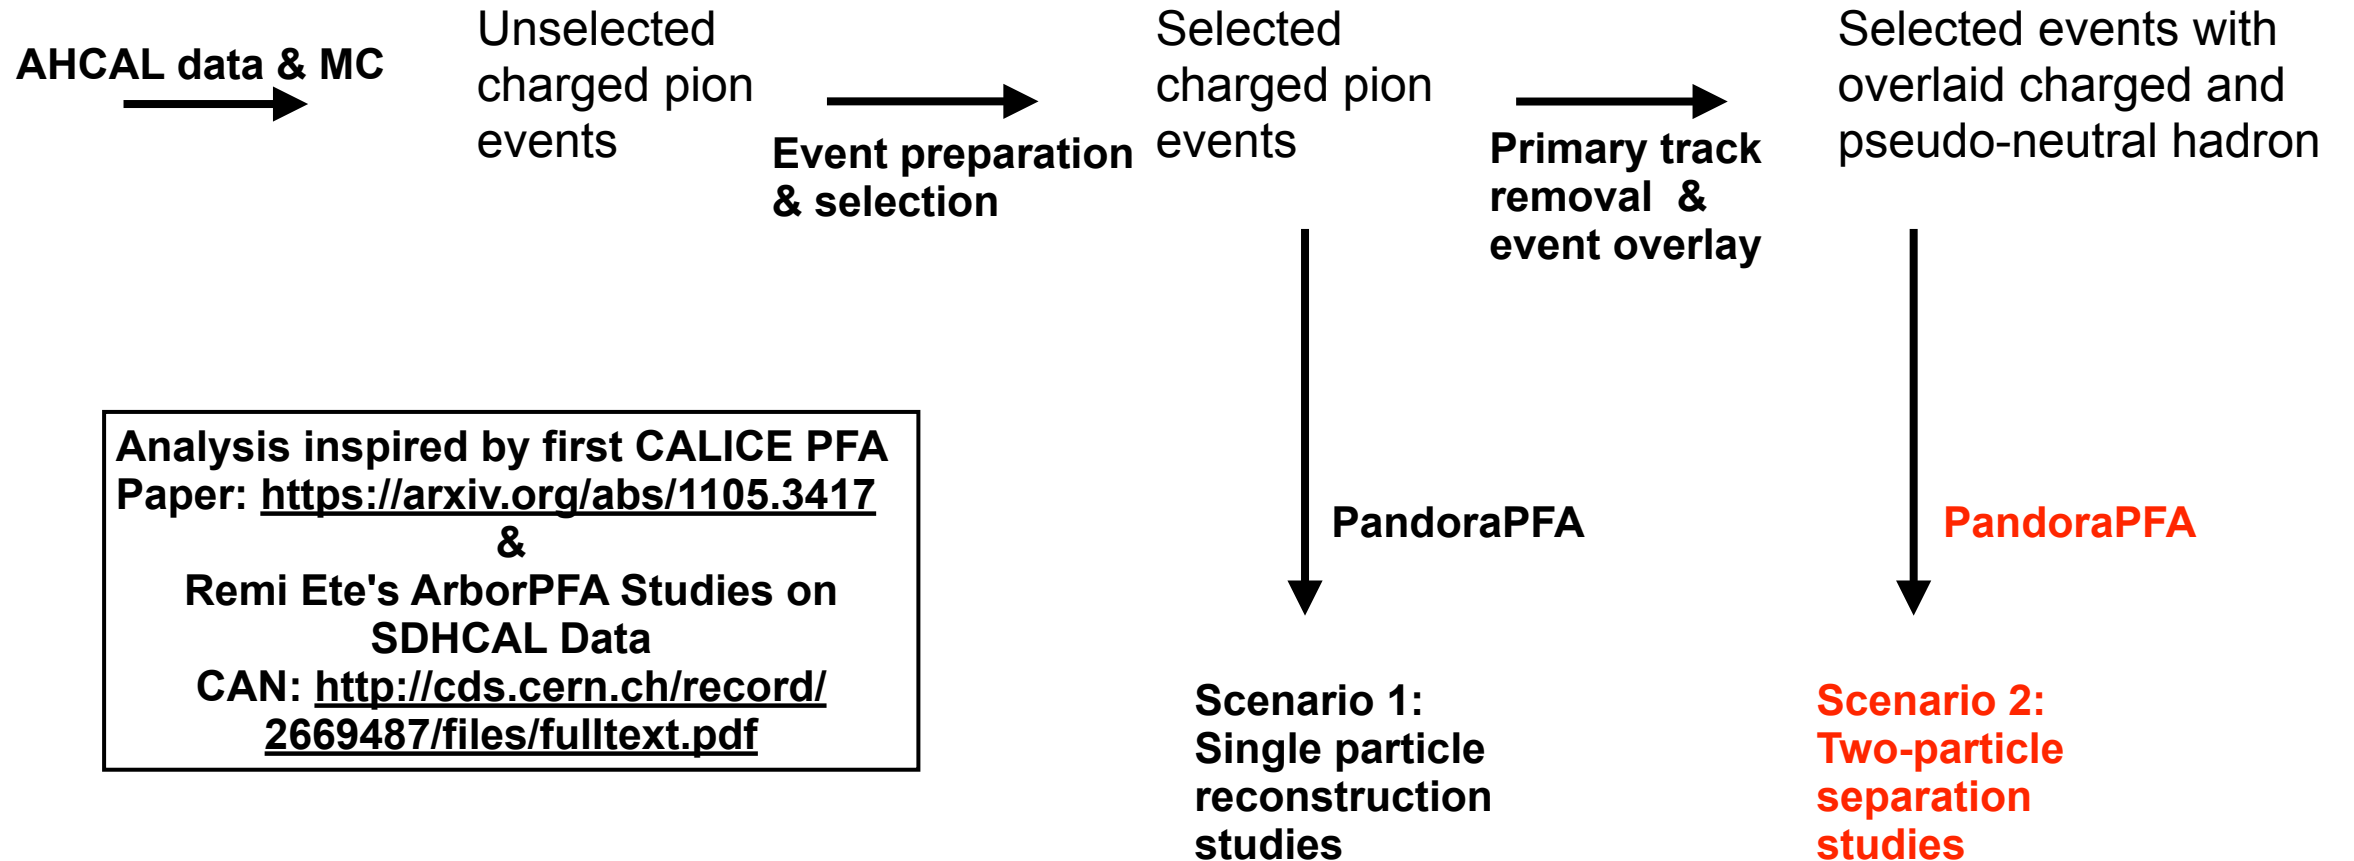 AHCAL data & MC
Unselected
charged pion
events
Event preparation
& selection
Selected
charged pion
events
Primary track
removal &
event overlay
Selected events with
overlaid charged and
pseudo-neutral hadron
Analysis inspired by first CALICE PFA
Paper: https://arxiv.org/abs/1105.3417
&
Remi Ete's ArborPFA Studies on
SDHCAL Data
CAN: http://cds.cern.ch/record/
2669487/files/fulltext.pdf
PandoraPFA
PandoraPFA
Scenario 1:
Single particle
reconstruction
studies
Scenario 2:
Two-particle
separation
studies